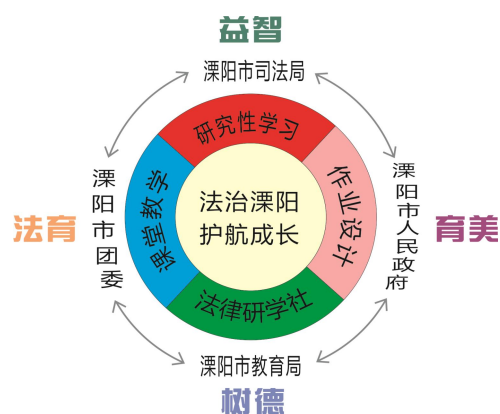 益智
溧阳市司法局
研究性学习
课堂教学
作业设计
法治溧阳
护航成长
法律研学社
溧阳市团委
溧阳市人民政府
法育
育美
溧阳市教育局
树德